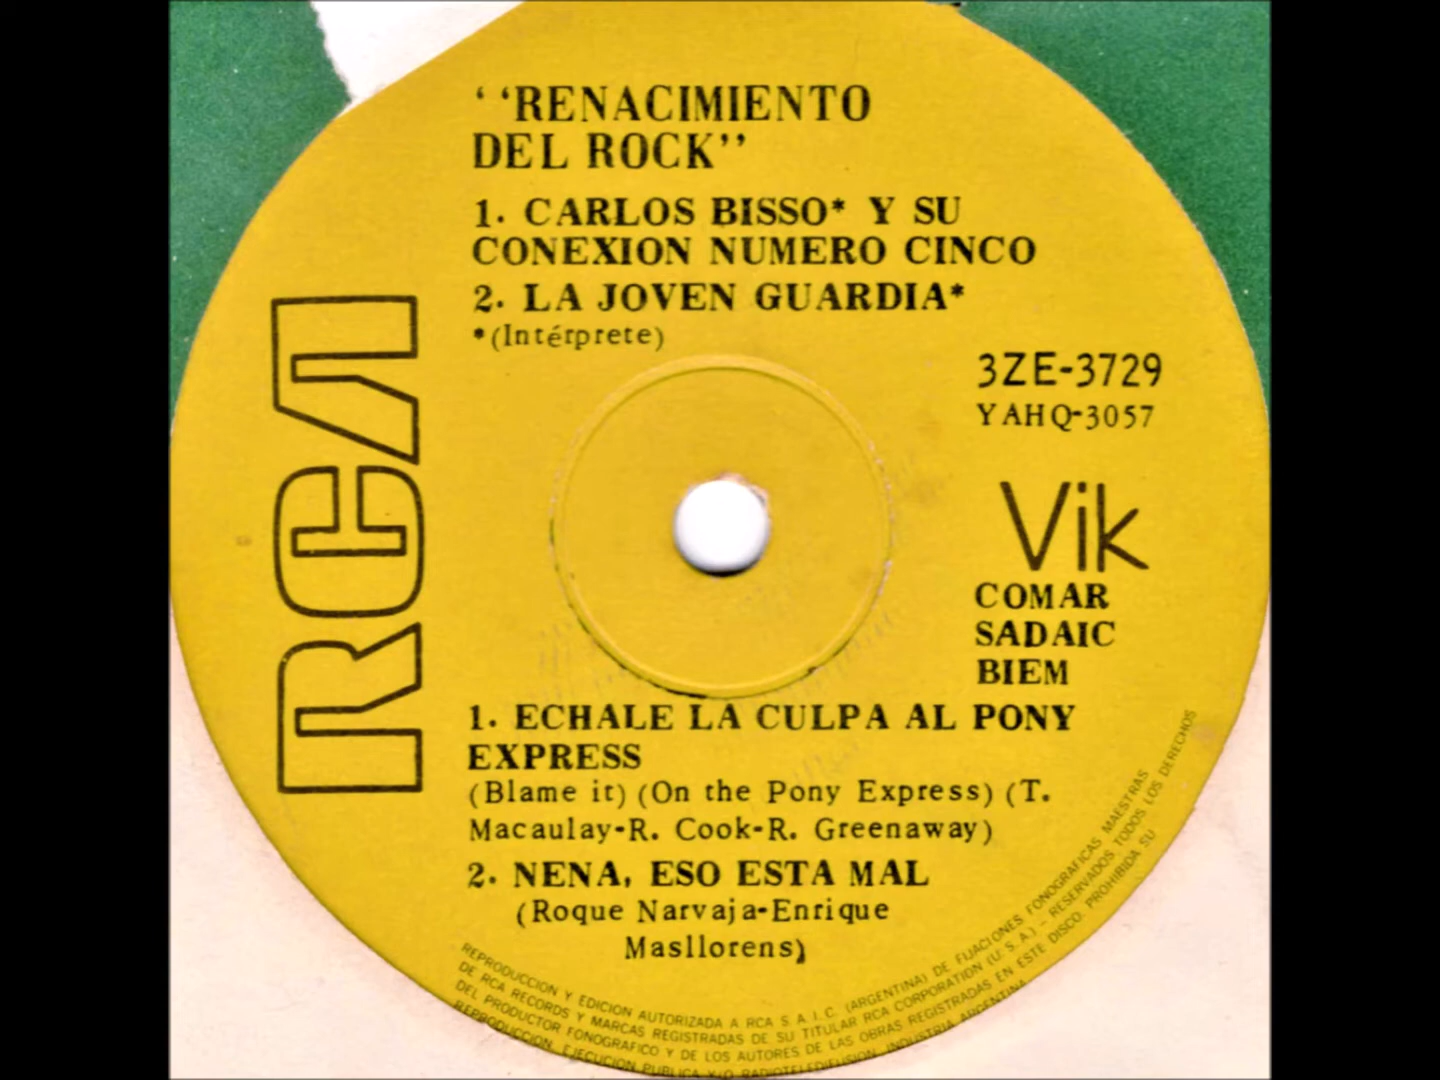 ‘‘RENACIMIENTO
DEL ROCK’’
1. CARLOS BISSO* Y SU
CONEXION NUMERO CINCO
2. LA JOVEN GUARDIA*
*(Intérprete)
RCA
3ZE-3729
YAHQ-3057
Vik
COMAR
SADAIC
BIEM
1. ECHALE LA CULPA AL PONY
EXPRESS
(Blame it) (On the Pony Express) (T.
Macaulay-R. Cook-R. Greenaway)
2. NENA, ESO ESTA MAL
(Roque Narvaja-Enrique
Masllorens)
REPRODUCCION Y EDICION AUTORIZADA A RCA S.A.I.C. (ARGENTINA) DE FIJACIONES FONOGRAFICAS MAESTRAS
DE RCA RECORDS Y MARCAS REGISTRADAS DE SU TITULAR RCA CORPORATION (U.S.A.) - RESERVADOS TODOS LOS DERECHOS
DEL PRODUCTOR FONOGRAFICO Y DE LOS AUTORES DE LAS OBRAS REGISTRADAS EN ESTE DISCO. PROHIBIDA SU
REPRODUCCION, EJECUCION PUBLICA Y/O RADIOTELEDIFUSION. INDUSTRIA ARGENTINA